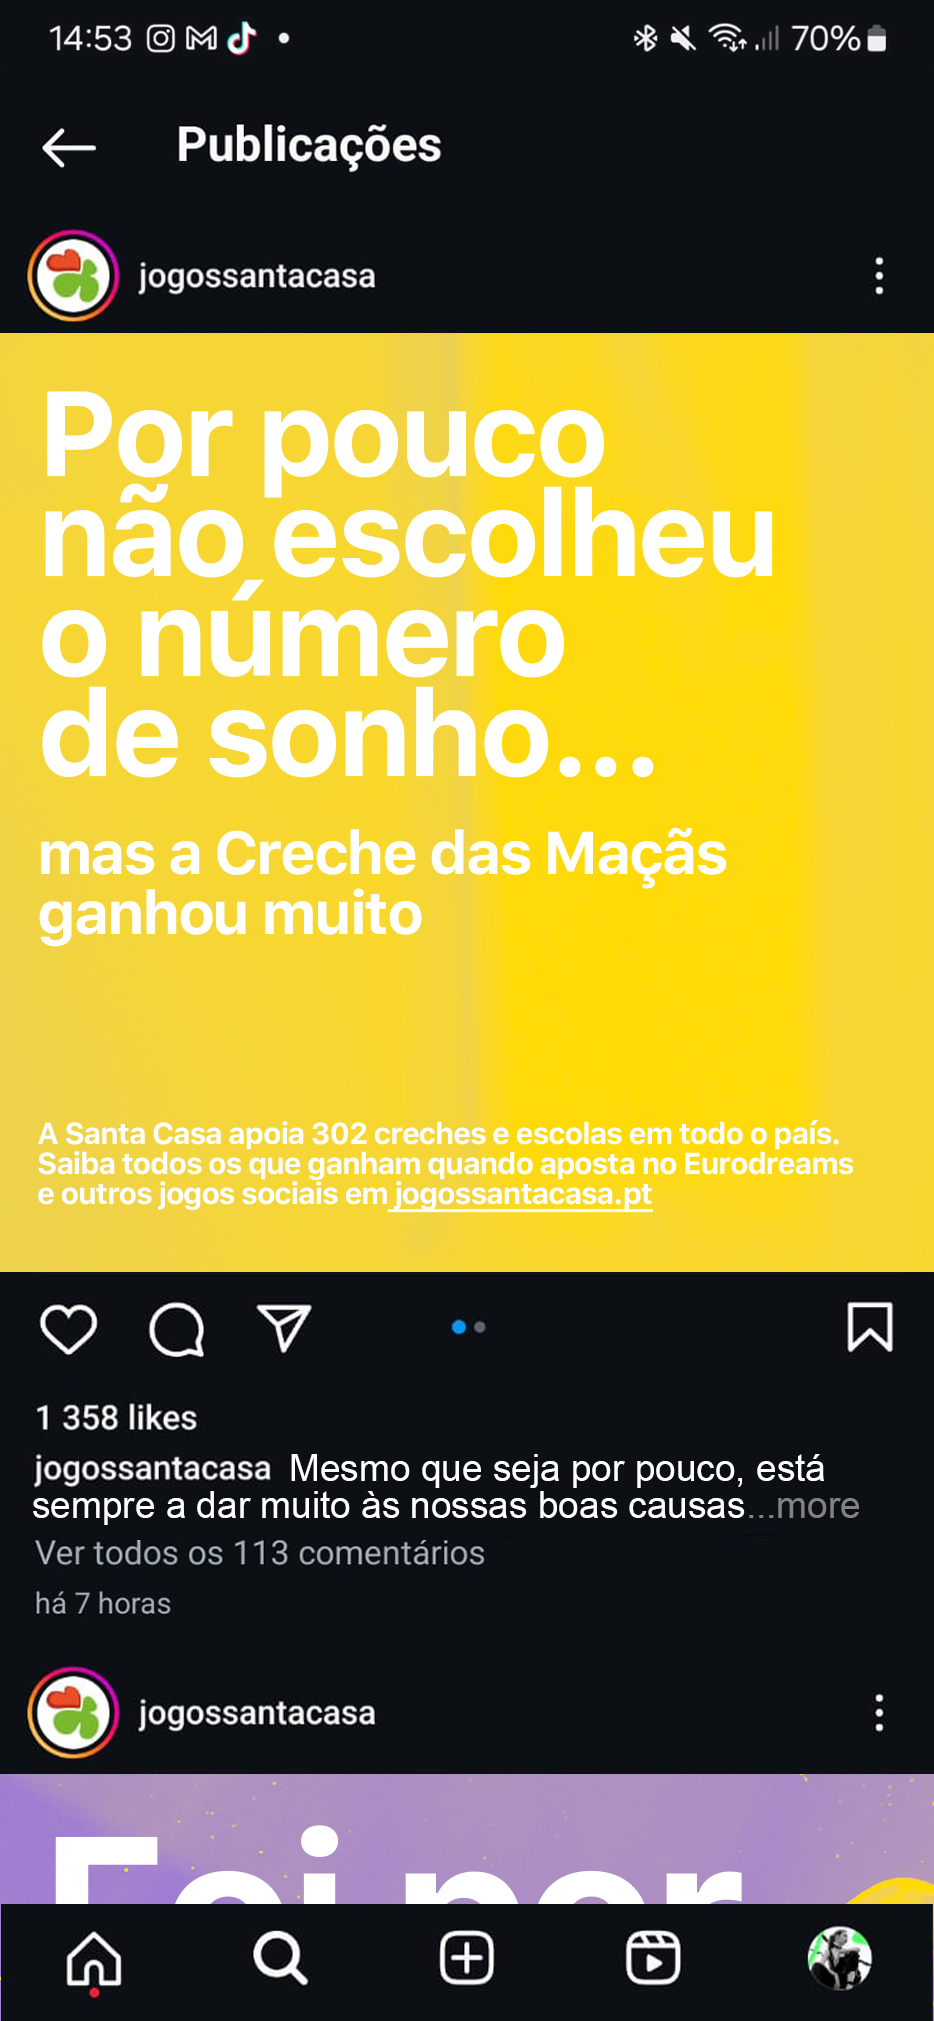 14:53
70%
Publicações
jogossantacasa
Por pouco
não escolheu
o número
de sonho...
mas a Creche das Maçãs
ganhou muito
A Santa Casa apoia 302 creches e escolas em todo o país.
Saiba todos os que ganham quando aposta no Eurodreams
e outros jogos sociais em jogossantacasa.pt
1 358 likes
jogossantacasa Mesmo que seja por pouco, está
sempre a dar muito às nossas boas causas...more
Ver todos os 113 comentários
há 7 horas
jogossantacasa
Foi por